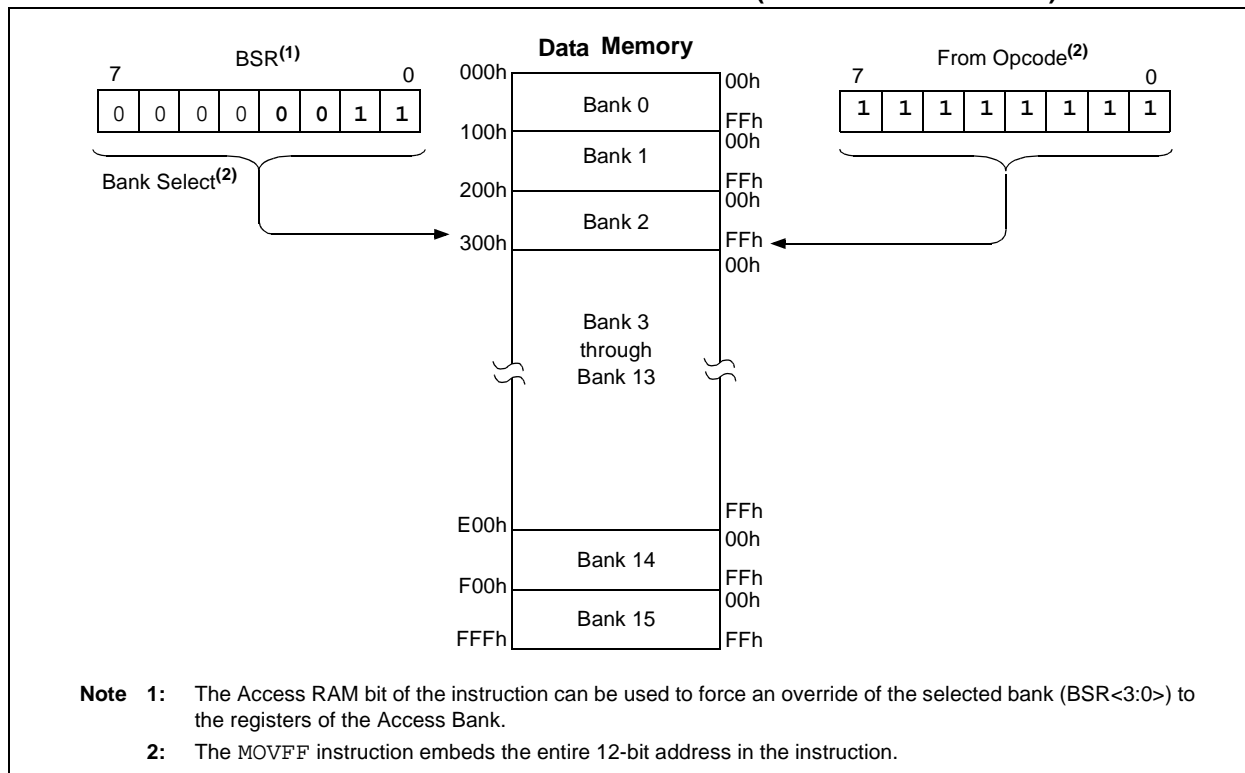 Data Memory
BSR(1)
7 0
0 0 0 0 0 0 1 1
Bank Select(2)
From Opcode(2)
7 0
1 1 1 1 1 1 1 1
000h 00h
Bank 0
FFh
100h 00h
Bank 1
FFh
200h 00h
Bank 2
FFh
300h 00h
Bank 3
through
Bank 13
FFh
E00h 00h
Bank 14
FFh
F00h 00h
Bank 15
FFFh FFh
Note 1: The Access RAM bit of the instruction can be used to force an override of the selected bank (BSR<3:0>) to
the registers of the Access Bank.
2: The MOVFF instruction embeds the entire 12-bit address in the instruction.